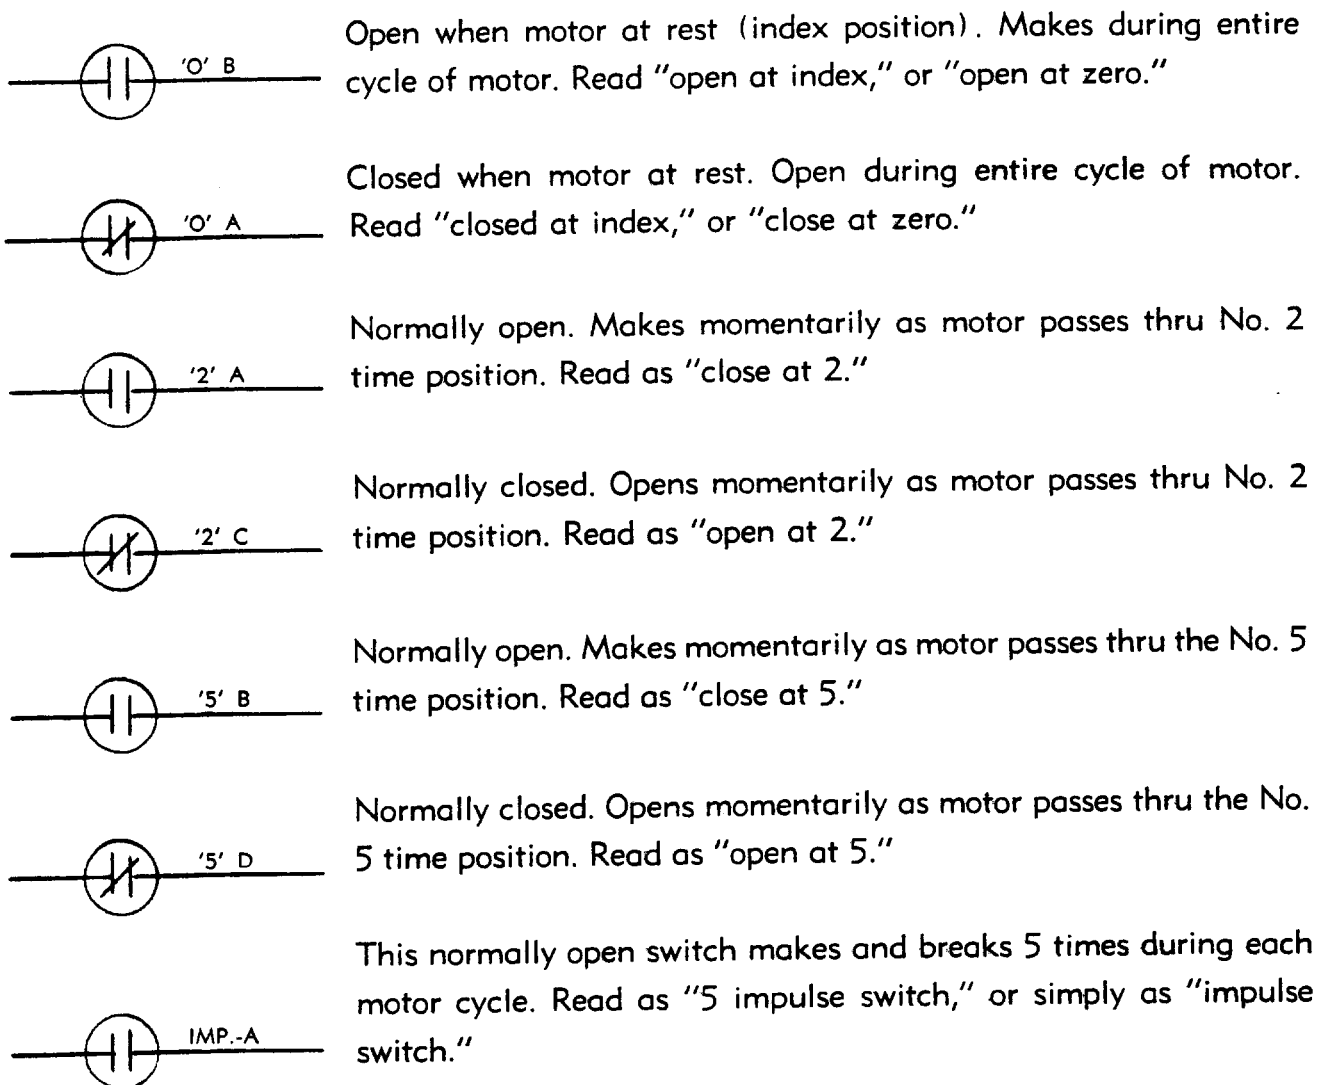 Open when motor at rest (index position). Makes during entire
'O' B
cycle of motor. Read "open at index," or "open at zero."
Closed when motor at rest. Open during entire cycle of motor.
'O' A
Read "closed at index," or "close at zero."
Normally open. Makes momentarily as motor passes thru No. 2
'2' A
time position. Read as "close at 2."
Normally closed. Opens momentarily as motor passes thru No. 2
'2' C
time position. Read as "open at 2."
Normally open. Makes momentarily as motor passes thru the No. 5
'5' B
time position. Read as "close at 5."
Normally closed. Opens momentarily as motor passes thru the No.
'5' D
5 time position. Read as "open at 5."
This normally open switch makes and breaks 5 times during each
motor cycle. Read as "5 impulse switch," or simply as "impulse
IMP.-A
switch."